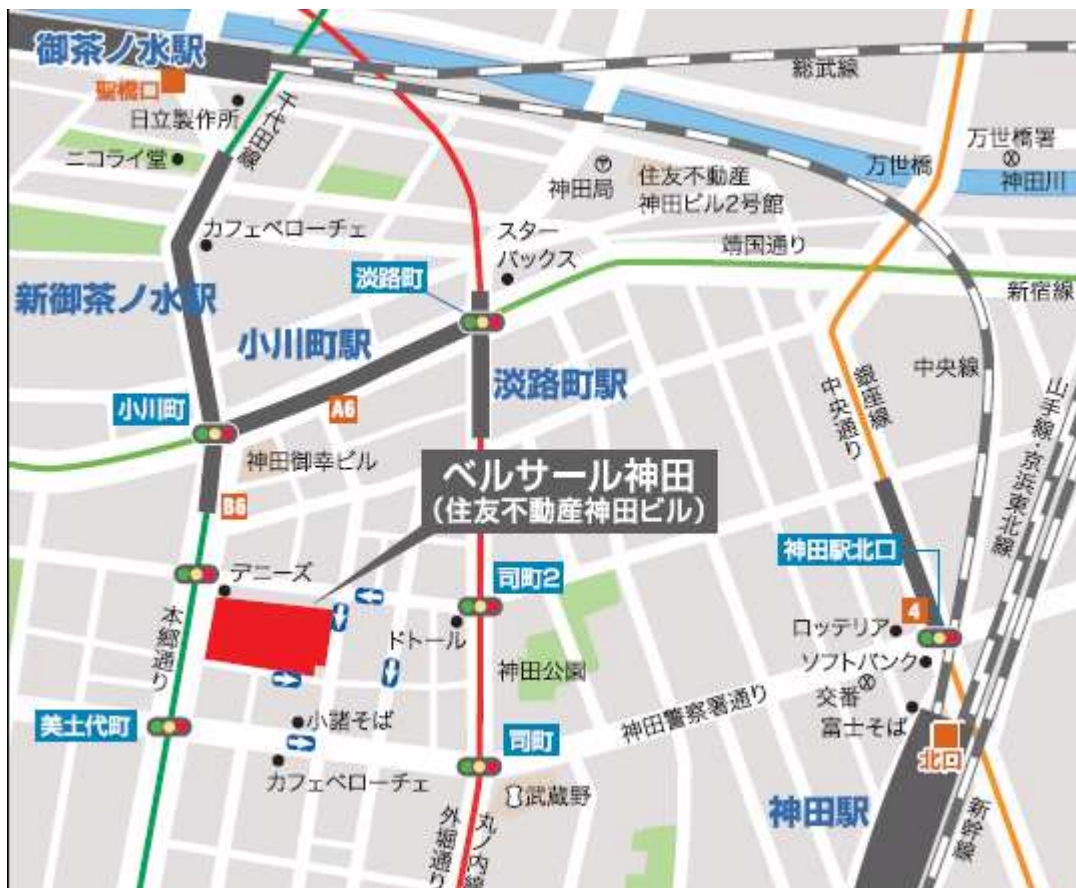 御茶ノ水駅
聖橋口
日立製作所
千代田線
ニコライ堂
総武線
万世橋署
神田川
万世橋
神田局
住友不動産
神田ビル2号館
カフェベローチェ
スター
バックス
靖国通り
淡路町
新宿線
新御茶ノ水駅
小川町駅
淡路町駅
中央線
銀座線
中央通り
山手線・京浜東北線
小川町
A6
神田御幸ビル
B6
ベルサール神田
（住友不動産神田ビル）
神田駅北口
デニーズ
司町2
4
ロッテリア
ドトール
本郷通り
ソフトバンク
神田公園
交番
富士そば
神田警察署通り
美土代町
小諸そば
司町
北口
カフェベローチェ
武蔵野
神田駅
外堀通り
丸ノ内線
新幹線